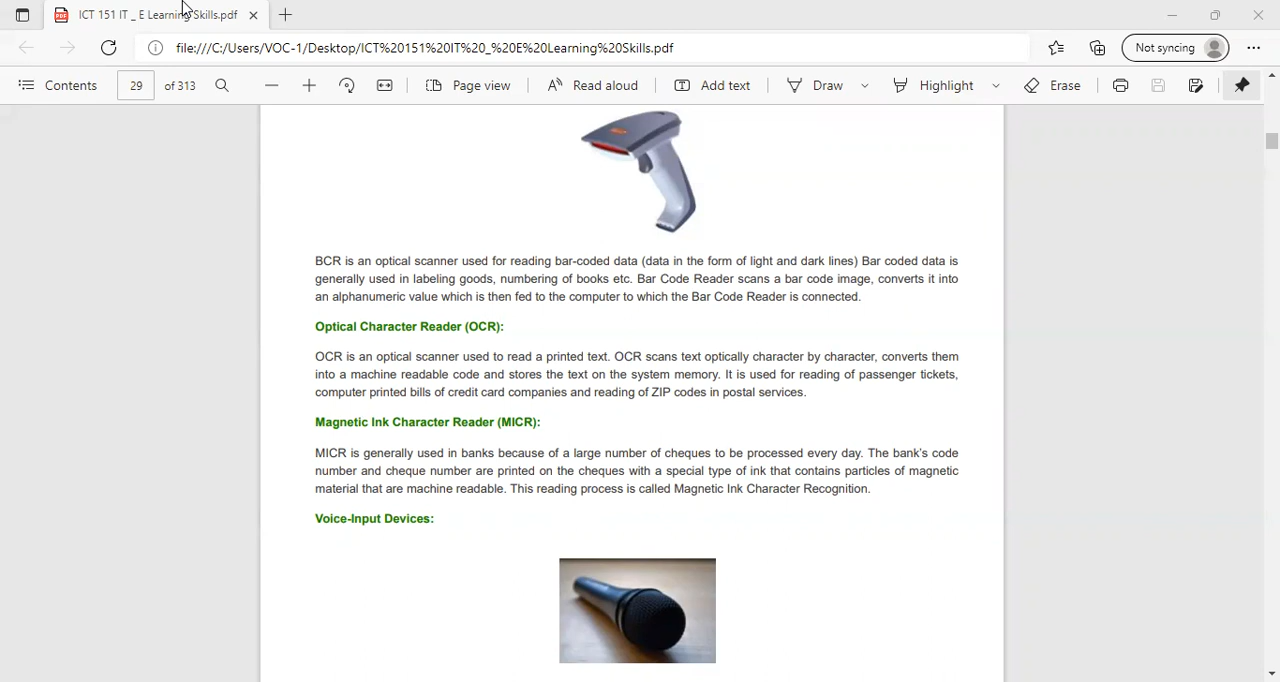 ICT 151 IT _ E Learning Skills.pdf
file:///C:/Users/VOC-1/Desktop/ICT%20151%20IT%20_%20E%20Learning%20Skills.pdf
Not syncing
Contents 29 of 313 Page view Read aloud Add text Draw Highlight Erase
BCR is an optical scanner used for reading bar-coded data (data in the form of light and dark lines) Bar coded data is
generally used in labeling goods, numbering of books etc. Bar Code Reader scans a bar code image, converts it into
an alphanumeric value which is then fed to the computer to which the Bar Code Reader is connected.
Optical Character Reader (OCR):
OCR is an optical scanner used to read a printed text. OCR scans text optically character by character, converts them
into a machine readable code and stores the text on the system memory. It is used for reading of passenger tickets,
computer printed bills of credit card companies and reading of ZIP codes in postal services.
Magnetic Ink Character Reader (MICR):
MICR is generally used in banks because of a large number of cheques to be processed every day. The bank's code
number and cheque number are printed on the cheques with a special type of ink that contains particles of magnetic
material that are machine readable. This reading process is called Magnetic Ink Character Recognition.
Voice-Input Devices: